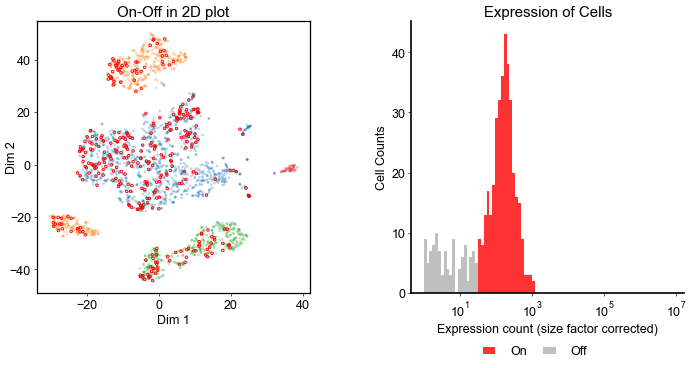 On-Off in 2D plot
Dim 2
40
20
0
−20
−40
−20
0
20
40
Dim 1
Expression of Cells
Cell Counts
40
30
20
10
0
10^1
10^3
10^5
10^7
Expression count (size factor corrected)
On
Off